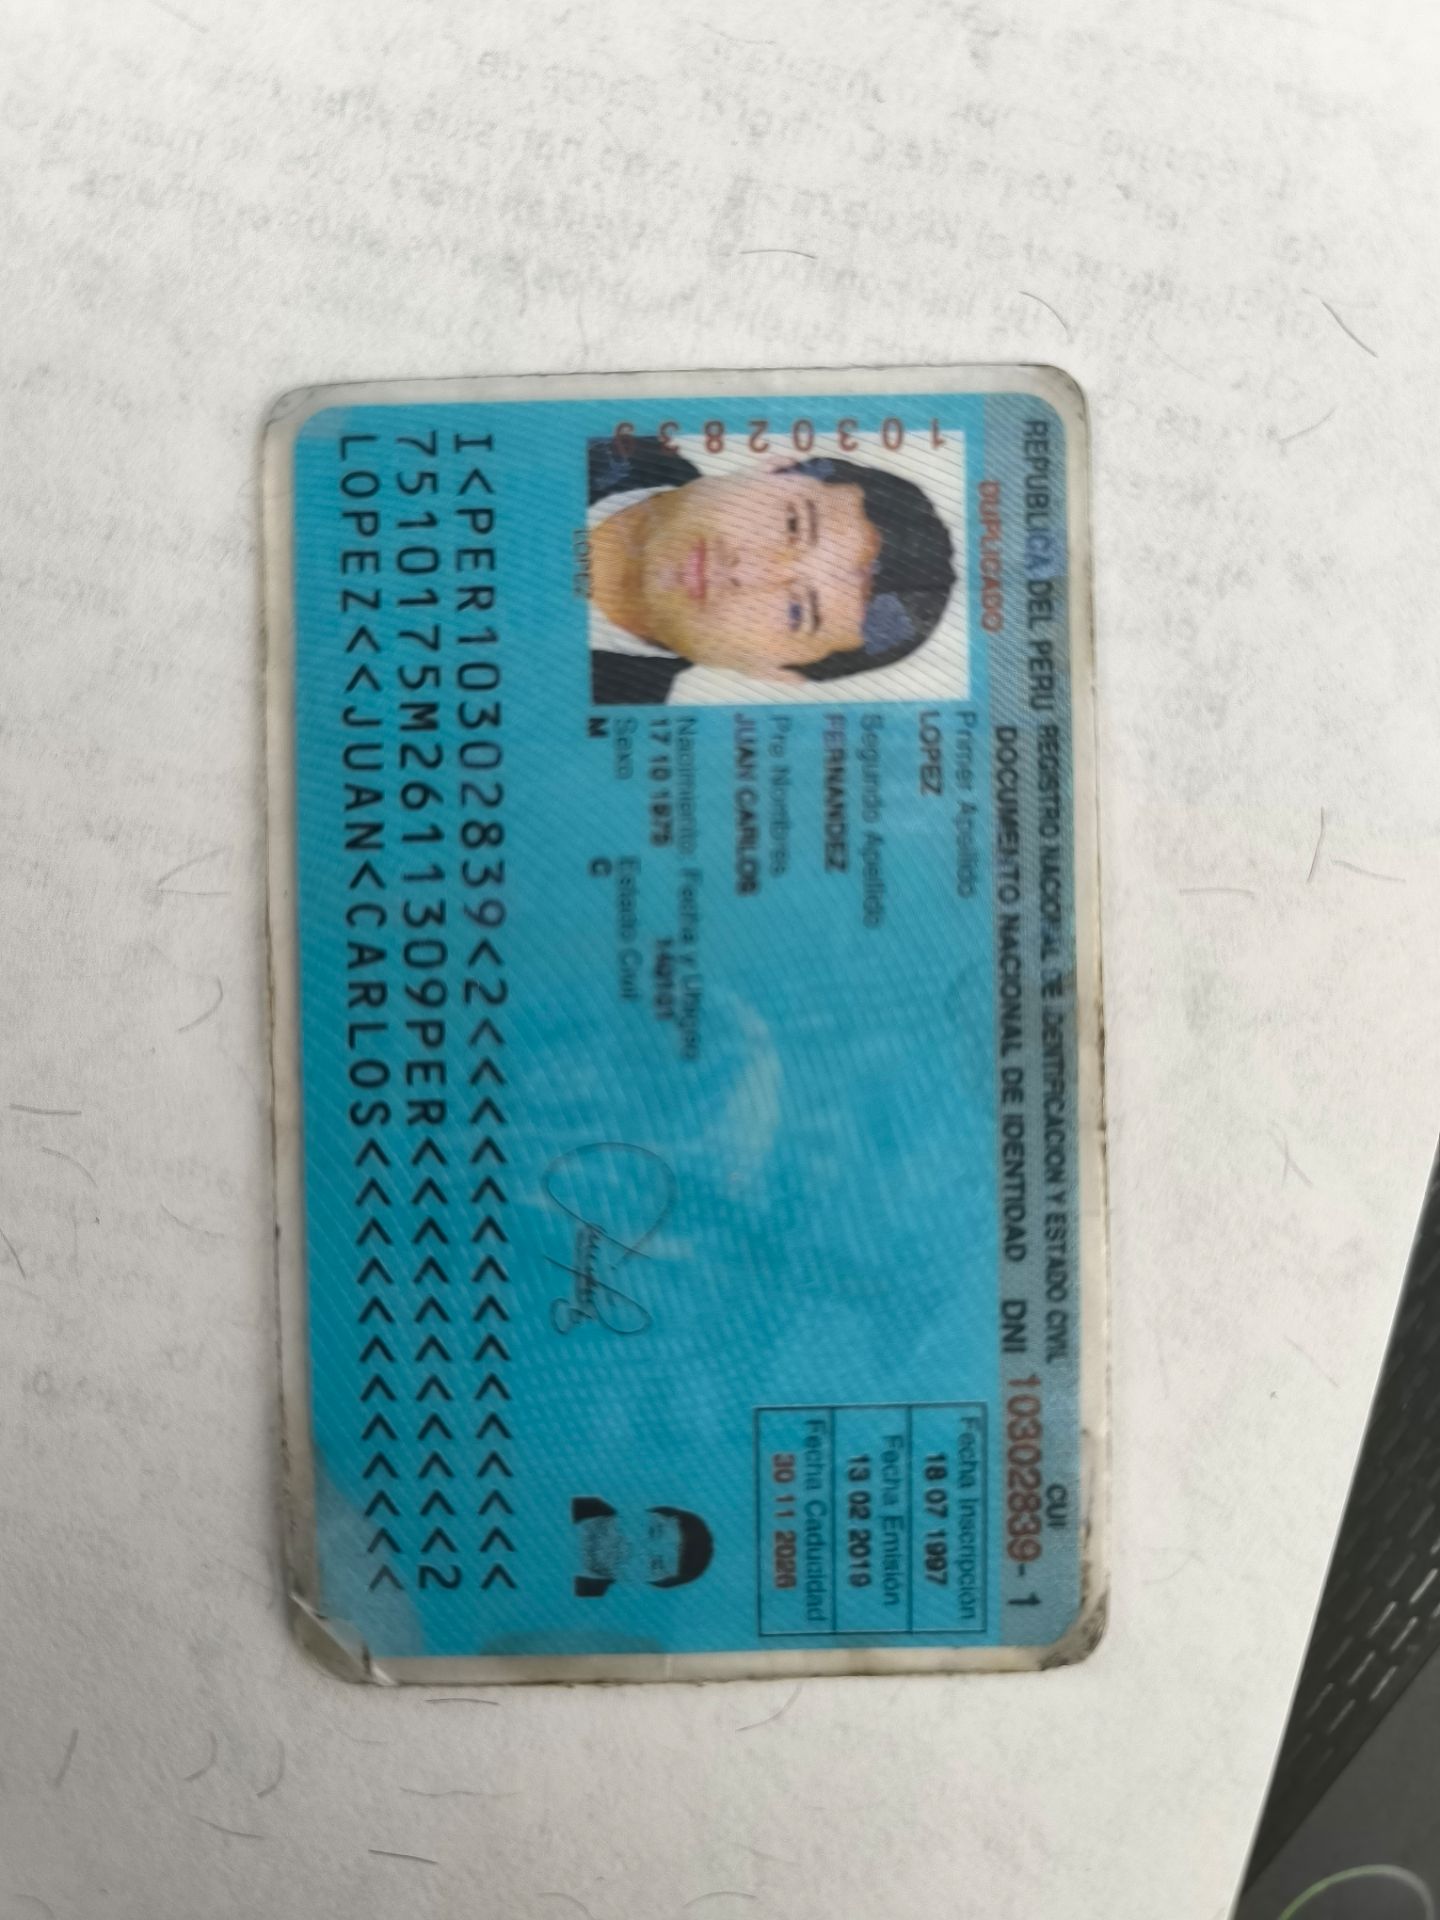 REPUBLICA DEL PERU REGISTRO NACIONAL DE IDENTIFICACION Y ESTADO CIVIL
CUI
DOCUMENTO NACIONAL DE IDENTIDAD DNI 10302839 - 1
DUPLICADO
10302839
LOPEZ
Primer Apellido
LOPEZ
Segundo Apellido
FERNANDEZ
Pre Nombres
JUAN CARLOS
Nacimiento: Fecha y Ubigeo
17 10 1975 140101
Sexo Estado Civil
M C
Fecha Inscripción
18 07 1997
Fecha Emisión
13 02 2019
Fecha Caducidad
30 11 2026
I<PER10302839<2<<<<<<<<<<<<<<<
7510175M2611309PER<<<<<<<<<<<2
LOPEZ<<JUAN<CARLOS<<<<<<<<<<<<